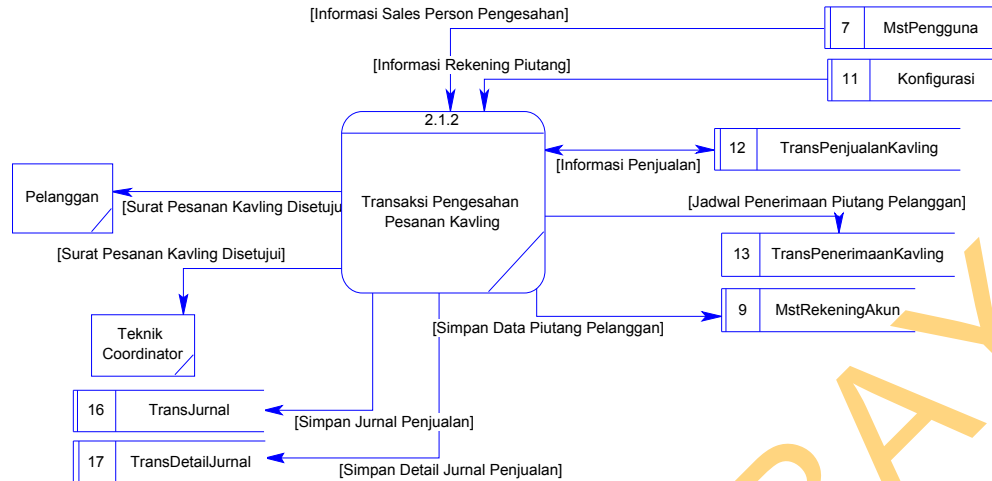 [Informasi Sales Person Pengesahan]
7 MstPengguna
[Informasi Rekening Piutang]
11 Konfigurasi
2.1.2
12 TransPenjualanKavling
[Informasi Penjualan]
Pelanggan
[Surat Pesanan Kavling Disetuju
Transaksi Pengesahan
Pesanan Kavling
[Jadwal Penerimaan Piutang Pelanggan]
[Surat Pesanan Kavling Disetujui]
13 TransPenerimaanKavling
9 MstRekeningAkun
[Simpan Data Piutang Pelanggan]
Teknik
Coordinator
16 TransJurnal
[Simpan Jurnal Penjualan]
17 TransDetailJurnal
[Simpan Detail Jurnal Penjualan]